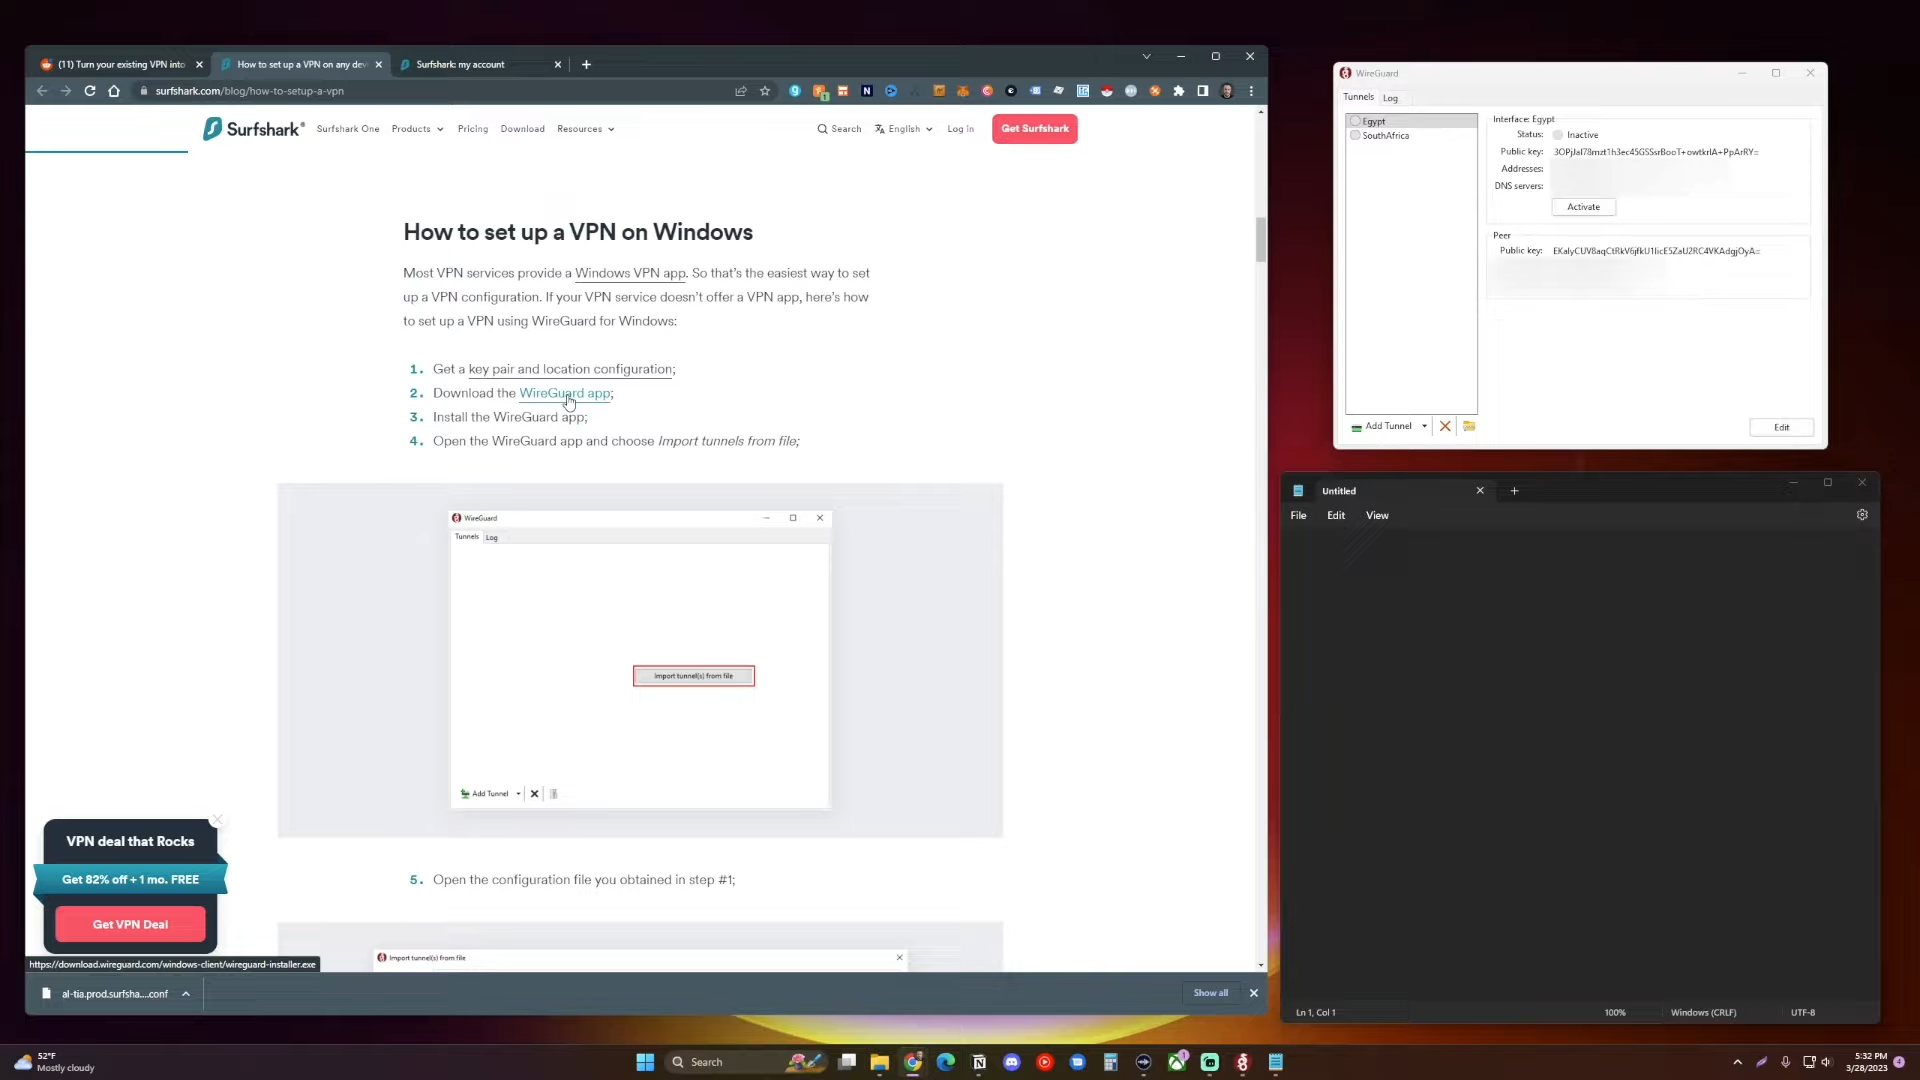 (11) Turn your existing VPN into
How to set up a VPN on any dev
Surfshark: my account
surfshark.com/blog/how-to-setup-a-vpn
Surfshark®
Surfshark One
Products
Pricing
Download
Resources
Search
English
Log in
Get Surfshark
How to set up a VPN on Windows
Most VPN services provide a Windows VPN app. So that's the easiest way to set
up a VPN configuration. If your VPN service doesn't offer a VPN app, here's how
to set up a VPN using WireGuard for Windows:
1. Get a key pair and location configuration;
2. Download the WireGuard app;
3. Install the WireGuard app;
4. Open the WireGuard app and choose Import tunnels from file;
WireGuard
Tunnels Log
Import tunnel(s) from file
Add Tunnel
5. Open the configuration file you obtained in step #1;
Import tunnel(s) from file
VPN deal that Rocks
Get 82% off + 1 mo. FREE
Get VPN Deal
https://download.wireguard.com/windows-client/wireguard-installer.exe
al-tia.prod.surfsha....conf
Show all
WireGuard
Tunnels Log
Egypt
SouthAfrica
Interface: Egypt
Status: Inactive
Public key:
Addresses:
DNS servers:
Activate
Peer
Public key:
Add Tunnel
Edit
Untitled
File Edit View
Ln 1, Col 1
100%
Windows (CRLF)
UTF-8
52°F
Mostly cloudy
Search
5:32 PM
3/28/2023